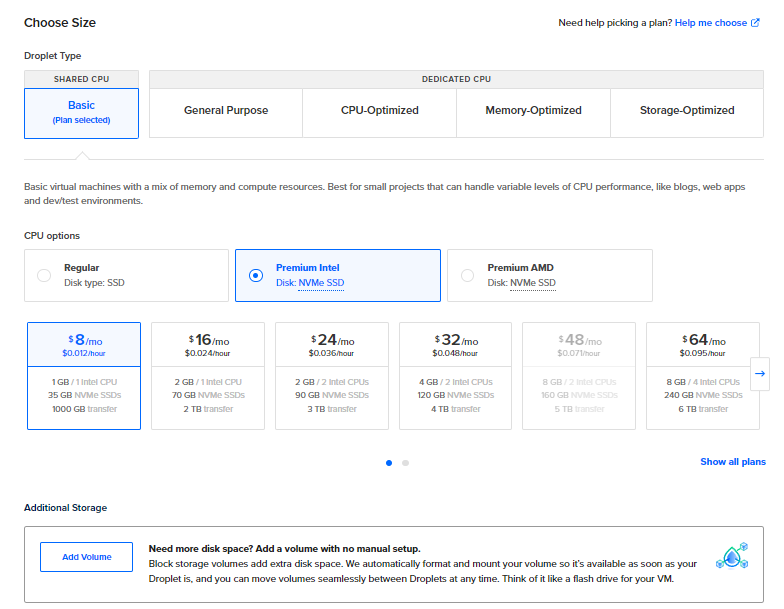 Choose Size
Need help picking a plan? Help me choose
Droplet Type
SHARED CPU
DEDICATED CPU
Basic
(Plan selected)
General Purpose
CPU-Optimized
Memory-Optimized
Storage-Optimized
Basic virtual machines with a mix of memory and compute resources. Best for small projects that can handle variable levels of CPU performance, like blogs, web apps
and dev/test environments.
CPU options
Regular
Disk type: SSD
Premium Intel
Disk: NVMe SSD
Premium AMD
Disk: NVMe SSD
$8/mo
$0.012/hour
1 GB / 1 Intel CPU
35 GB NVMe SSDs
1000 GB transfer
$16/mo
$0.024/hour
2 GB / 1 Intel CPU
70 GB NVMe SSDs
2 TB transfer
$24/mo
$0.036/hour
2 GB / 2 Intel CPUs
90 GB NVMe SSDs
3 TB transfer
$32/mo
$0.048/hour
4 GB / 2 Intel CPUs
120 GB NVMe SSDs
4 TB transfer
$48/mo
$0.071/hour
8 GB / 2 Intel CPUs
160 GB NVMe SSDs
5 TB transfer
$64/mo
$0.095/hour
8 GB / 4 Intel CPUs
240 GB NVMe SSDs
6 TB transfer
Show all plans
Additional Storage
Add Volume
Need more disk space? Add a volume with no manual setup.
Block storage volumes add extra disk space. We automatically format and mount your volume so it's available as soon as your
Droplet is, and you can move volumes seamlessly between Droplets at any time. Think of it like a flash drive for your VM.